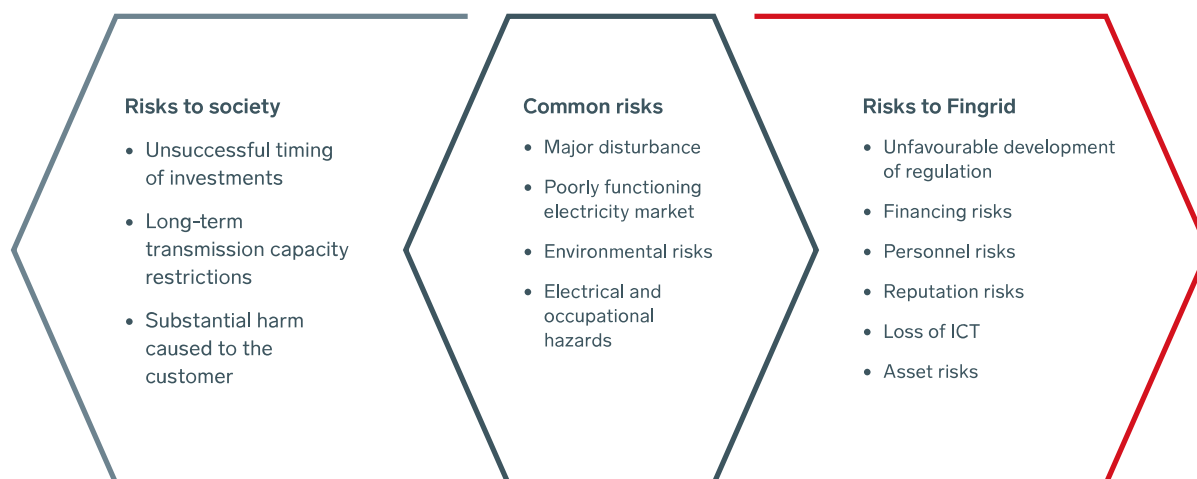 Risks to society
• Unsuccessful timing
of investments
• Long-term
transmission capacity
restrictions
• Substantial harm
caused to the
customer
Common risks
• Major disturbance
• Poorly functioning
electricity market
• Environmental risks
• Electrical and
occupational
hazards
Risks to Fingrid
• Unfavourable development
of regulation
• Financing risks
• Personnel risks
• Reputation risks
• Loss of ICT
• Asset risks